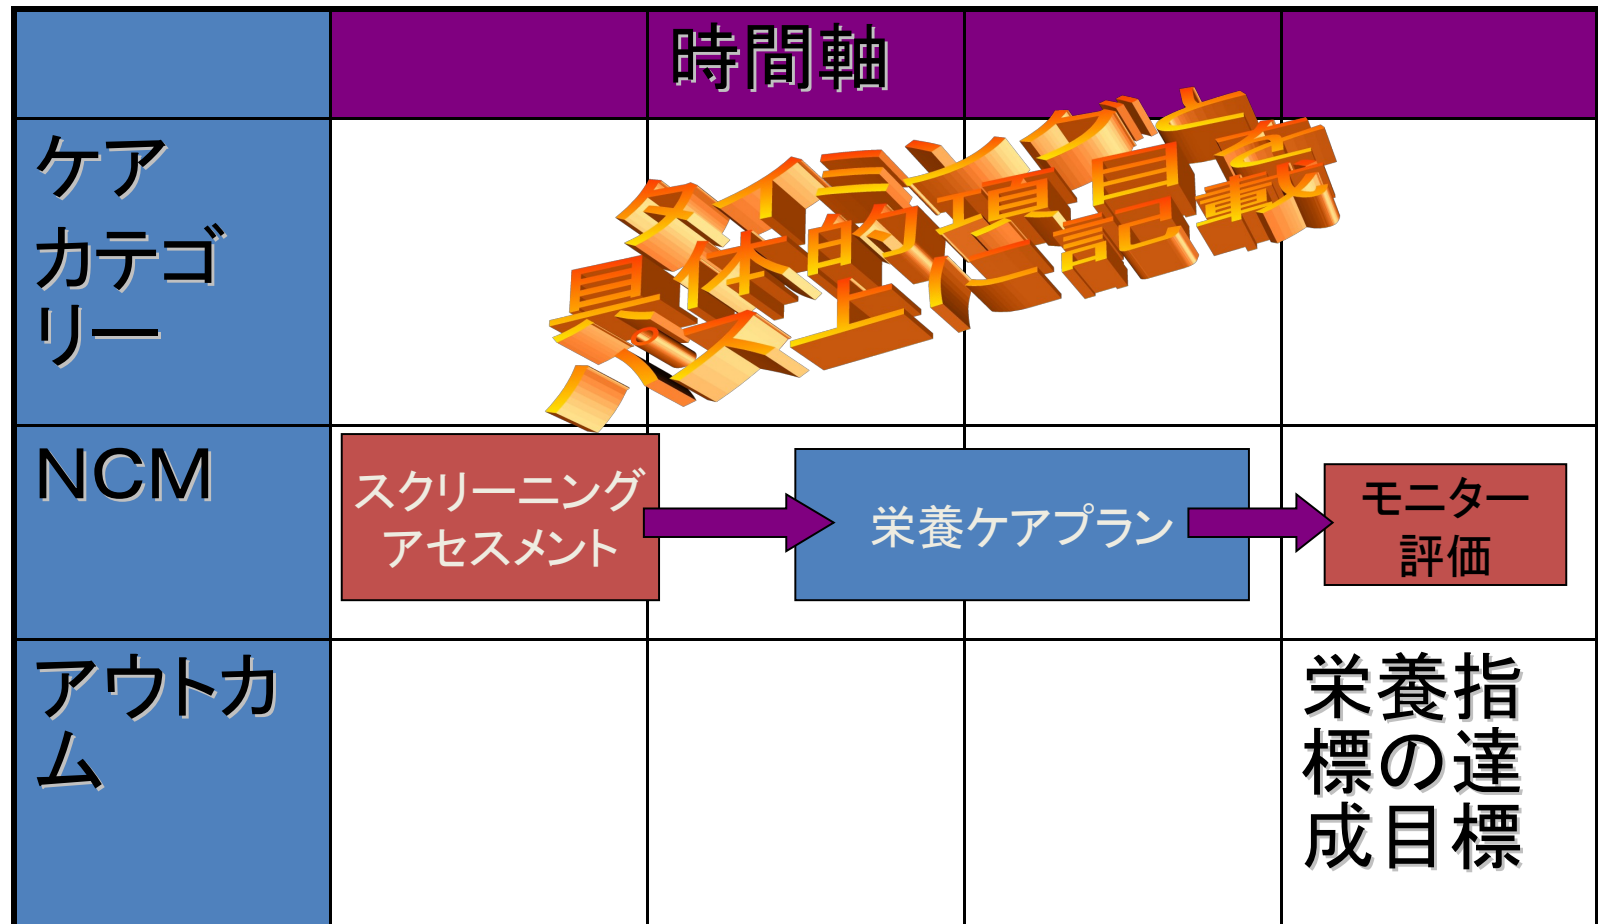 時間軸
ケア
カテゴ
リー
タイミングと
具体的項目を
パス上に記載
NCM
スクリーニング
アセスメント
栄養ケアプラン
モニター
評価
アウトカ
ム
栄養指
標の達
成目標